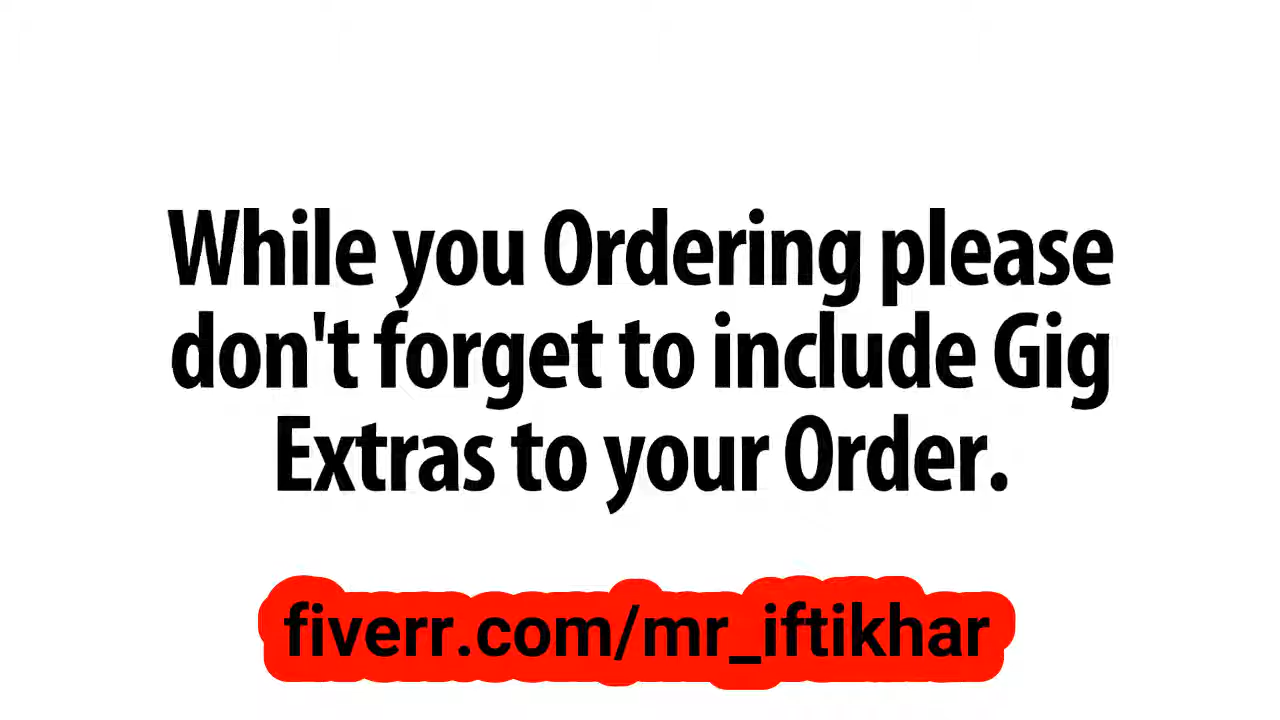 While you Ordering please
don't forget to include Gig
Extras to your Order.
fiverr.com/mr_iftikhar